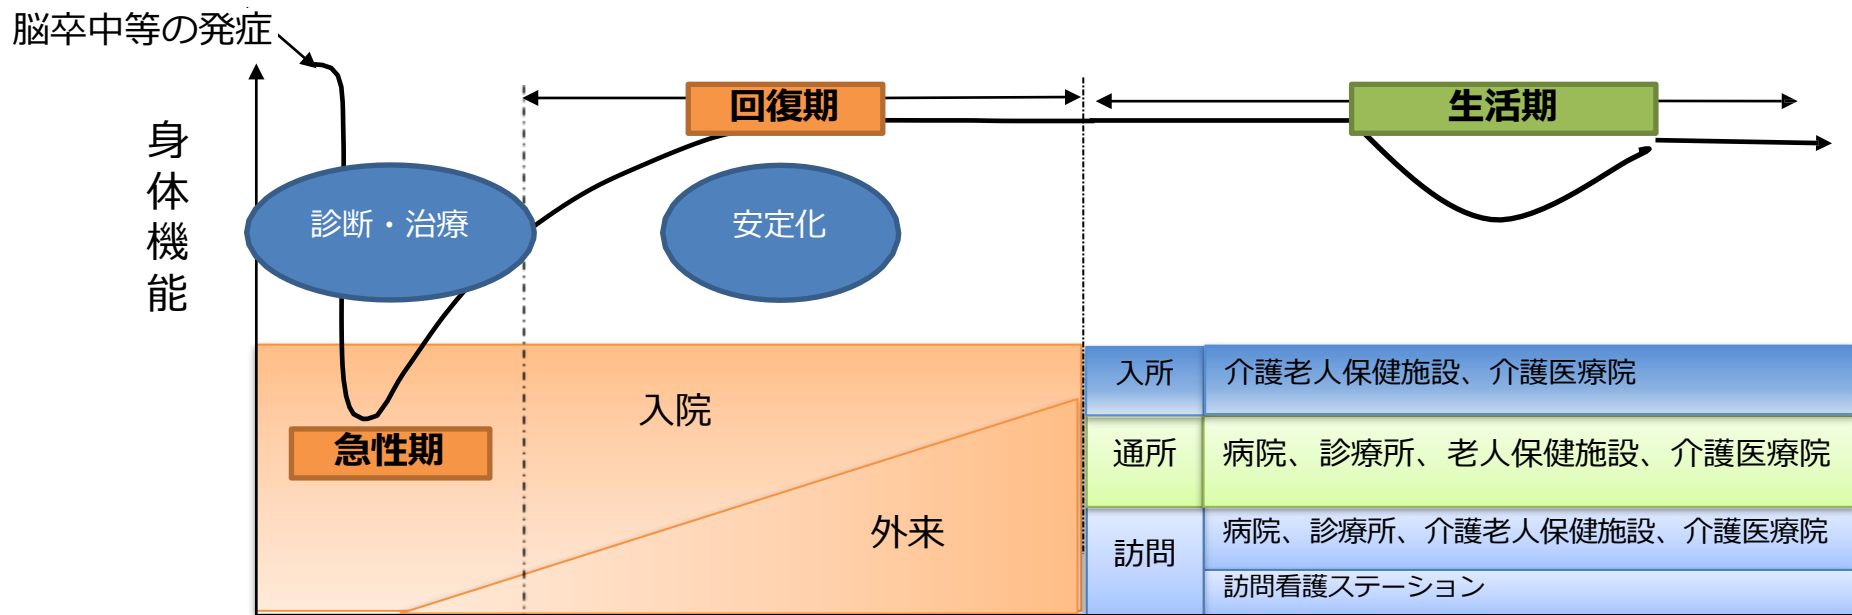 脳卒中等の発症
身体機能
回復期
生活期
診断・治療
安定化
急性期
入院
外来
入所
介護老人保健施設、介護医療院
通所
病院、診療所、老人保健施設、介護医療院
訪問
病院、診療所、介護老人保健施設、介護医療院
訪問看護ステーション